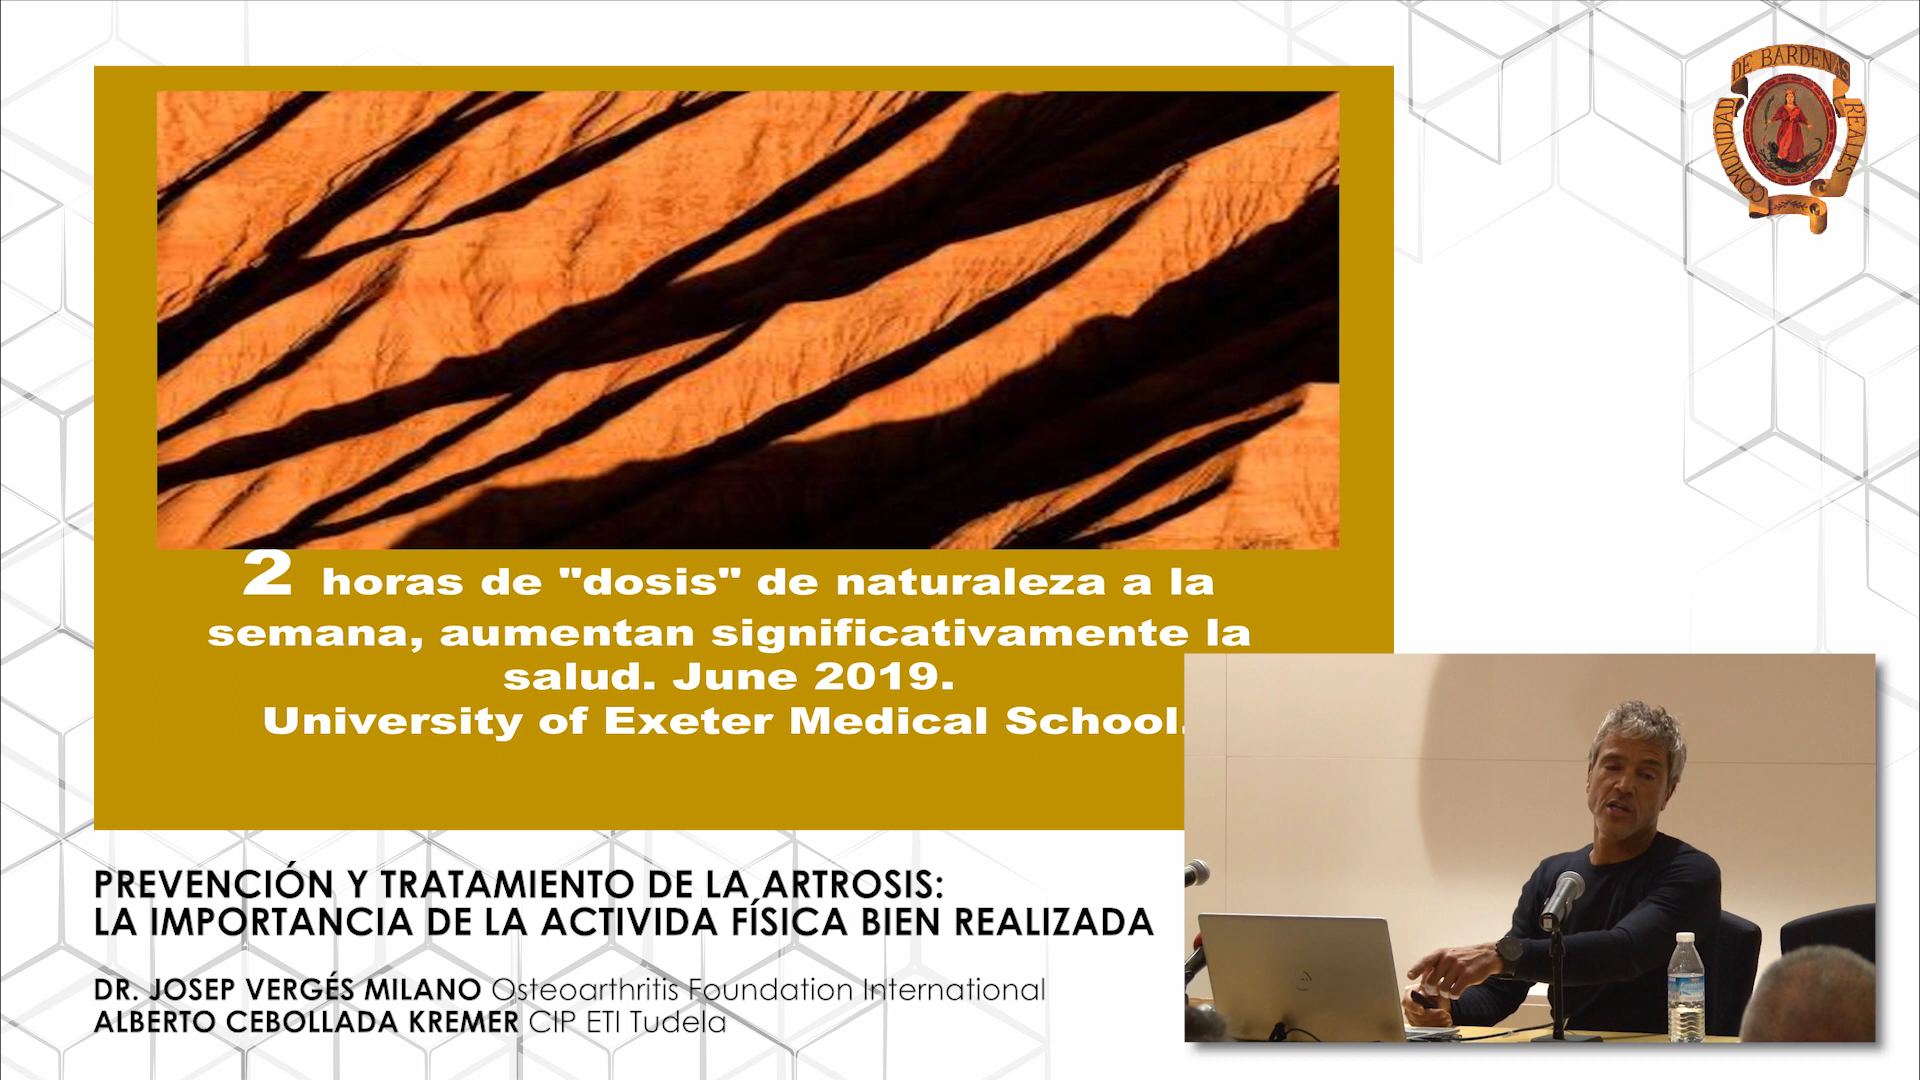 COMUNIDAD DE BARDENAS REALES
2 horas de "dosis" de naturaleza a la
semana, aumentan significativamente la
salud. June 2019.
University of Exeter Medical School.
PREVENCIÓN Y TRATAMIENTO DE LA ARTROSIS:
LA IMPORTANCIA DE LA ACTIVIDA FÍSICA BIEN REALIZADA
DR. JOSEP VERGÉS MILANO Osteoarthritis Foundation International
ALBERTO CEBOLLADA KREMER CIP ETI Tudela